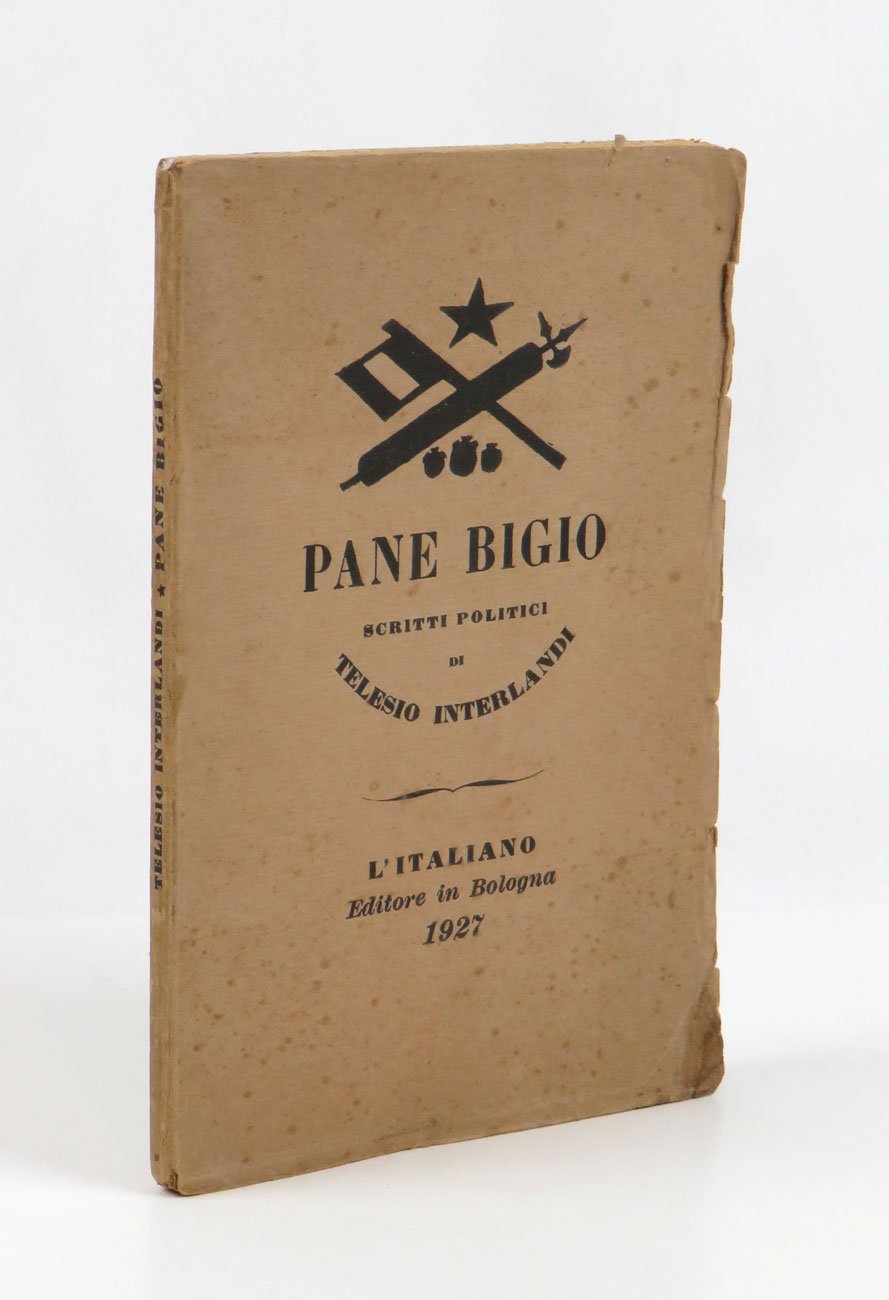 TELESIO INTERLANDI ★ PANE BIGIO
PANE BIGIO
SCRITTI POLITICI
DI
TELESIO INTERLANDI
L'ITALIANO
Editore in Bologna
1927